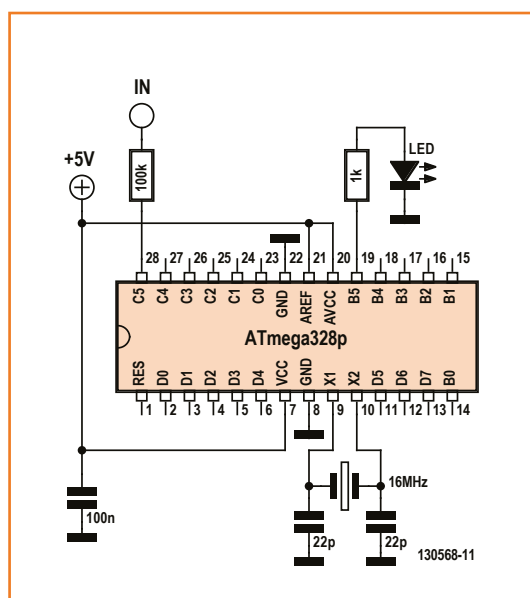 IN
+5V
100k
1k
LED
28 27 26 25 24 23 22 21 20 19 18 17 16 15
C5 C4 C3 C2 C1 C0 GND AREF AVCC B5 B4 B3 B2 B1
ATmega328p
RES D0 D1 D2 D3 D4 VCC GND X1 X2 D5 D6 D7 B0
1 2 3 4 5 6 7 8 9 10 11 12 13 14
16MHz
100n
22p
22p
130568-11